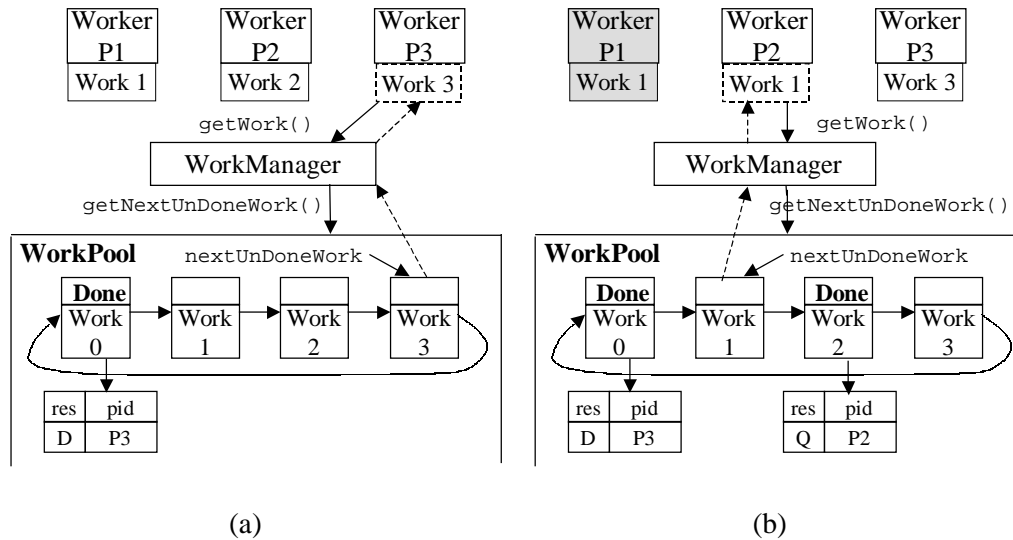 Worker
P1
Work 1
Worker
P2
Work 2
Worker
P3
Work 3
getWork()
WorkManager
getNextUnDoneWork()
WorkPool
nextUnDoneWork
Done
Work
0
Work
1
Work
2
Work
3
res pid
D P3
(a)
Worker
P1
Work 1
Worker
P2
Work 1
Worker
P3
Work 3
getWork()
WorkManager
getNextUnDoneWork()
WorkPool
nextUnDoneWork
Done
Work
0
Work
1
Done
Work
2
Work
3
res pid
D P3
res pid
Q P2
(b)